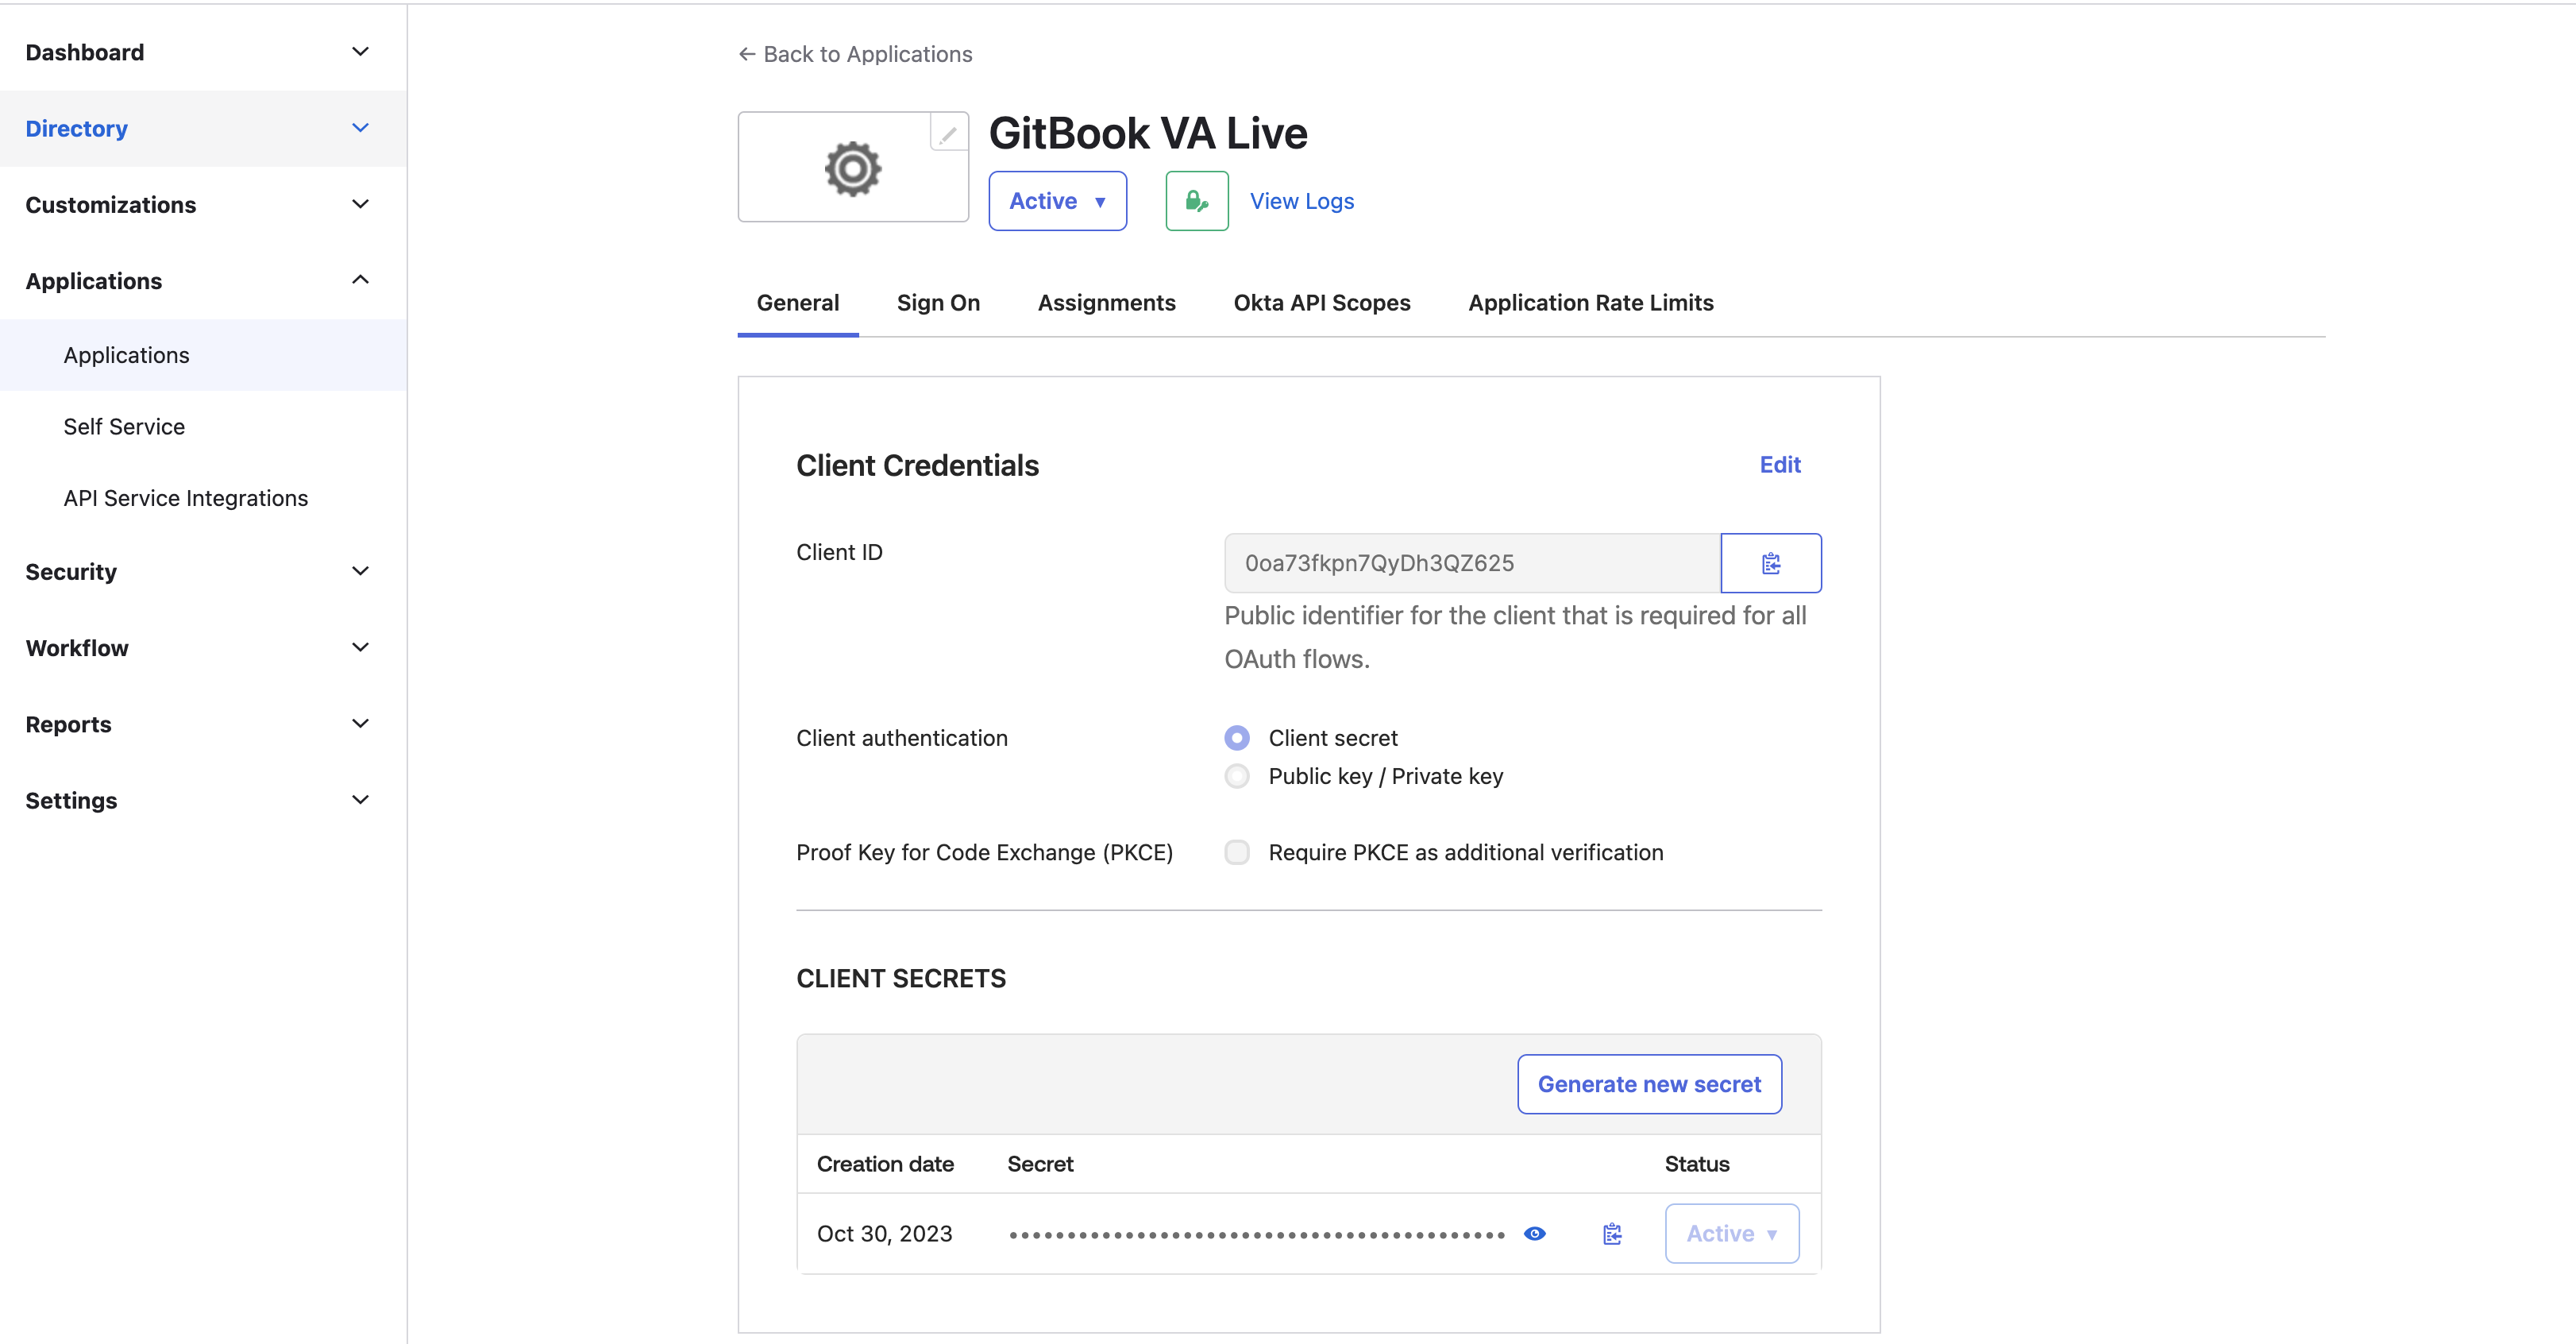 Dashboard
Directory
Customizations
Applications
Applications
Self Service
API Service Integrations
Security
Workflow
Reports
Settings
← Back to Applications
GitBook VA Live
Active ▼
View Logs
General Sign On Assignments Okta API Scopes Application Rate Limits
Client Credentials
Edit
Client ID
0oa73fkpn7QyDh3QZ625
Public identifier for the client that is required for all
OAuth flows.
Client authentication
Client secret
Public key / Private key
Proof Key for Code Exchange (PKCE)
Require PKCE as additional verification
CLIENT SECRETS
Generate new secret
Creation date Secret Status
Oct 30, 2023 ••••••••••••••••••••••••••••••••••••••••••• Active ▼